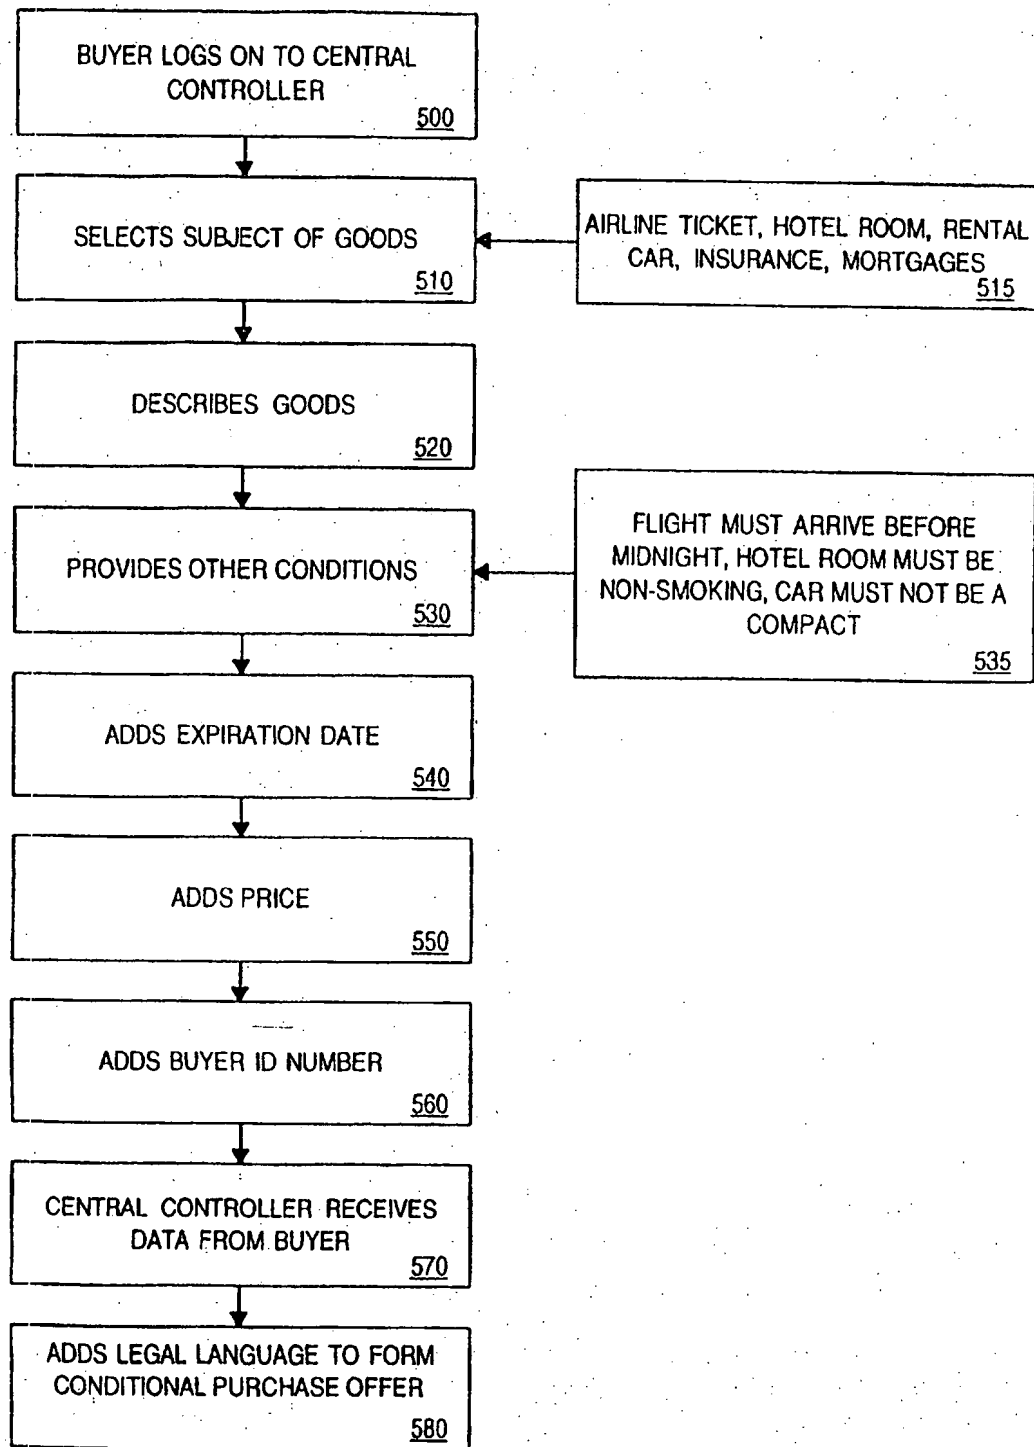 BUYER LOGS ON TO CENTRAL
CONTROLLER
500
SELECTS SUBJECT OF GOODS
510
AIRLINE TICKET, HOTEL ROOM, RENTAL
CAR, INSURANCE, MORTGAGES
515
DESCRIBES GOODS
520
PROVIDES OTHER CONDITIONS
530
FLIGHT MUST ARRIVE BEFORE
MIDNIGHT, HOTEL ROOM MUST BE
NON-SMOKING, CAR MUST NOT BE A
COMPACT
535
ADDS EXPIRATION DATE
540
ADDS PRICE
550
ADDS BUYER ID NUMBER
560
CENTRAL CONTROLLER RECEIVES
DATA FROM BUYER
570
ADDS LEGAL LANGUAGE TO FORM
CONDITIONAL PURCHASE OFFER
580